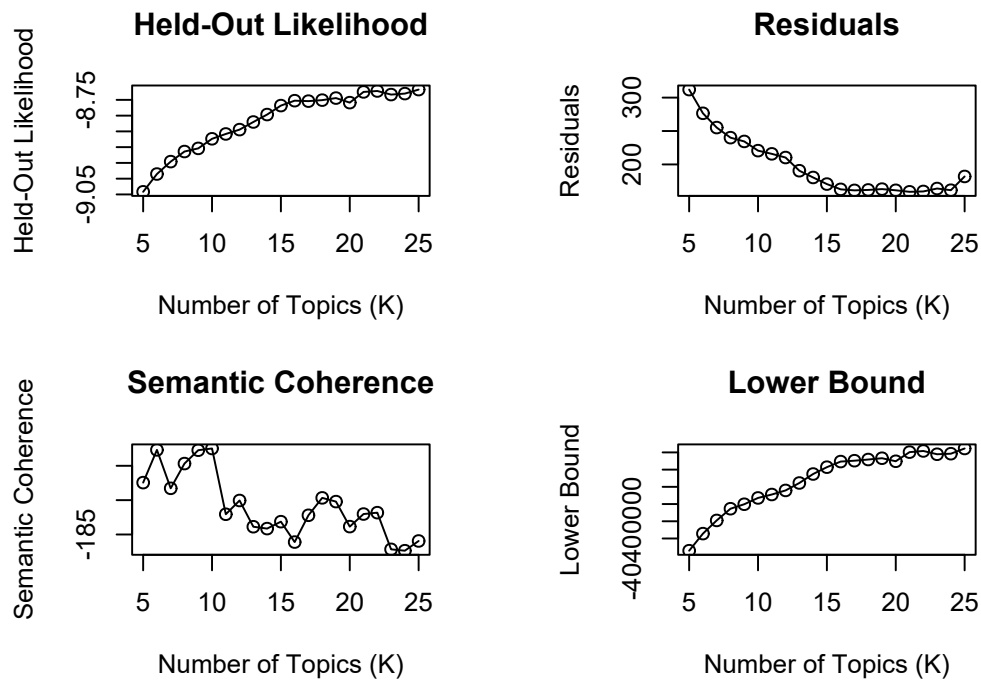 Held-Out Likelihood
Held-Out Likelihood
-8.75
-9.05
5 10 15 20 25
Number of Topics (K)
Residuals
Residuals
300
200
5 10 15 20 25
Number of Topics (K)
Semantic Coherence
Semantic Coherence
-185
5 10 15 20 25
Number of Topics (K)
Lower Bound
Lower Bound
-40400000
5 10 15 20 25
Number of Topics (K)